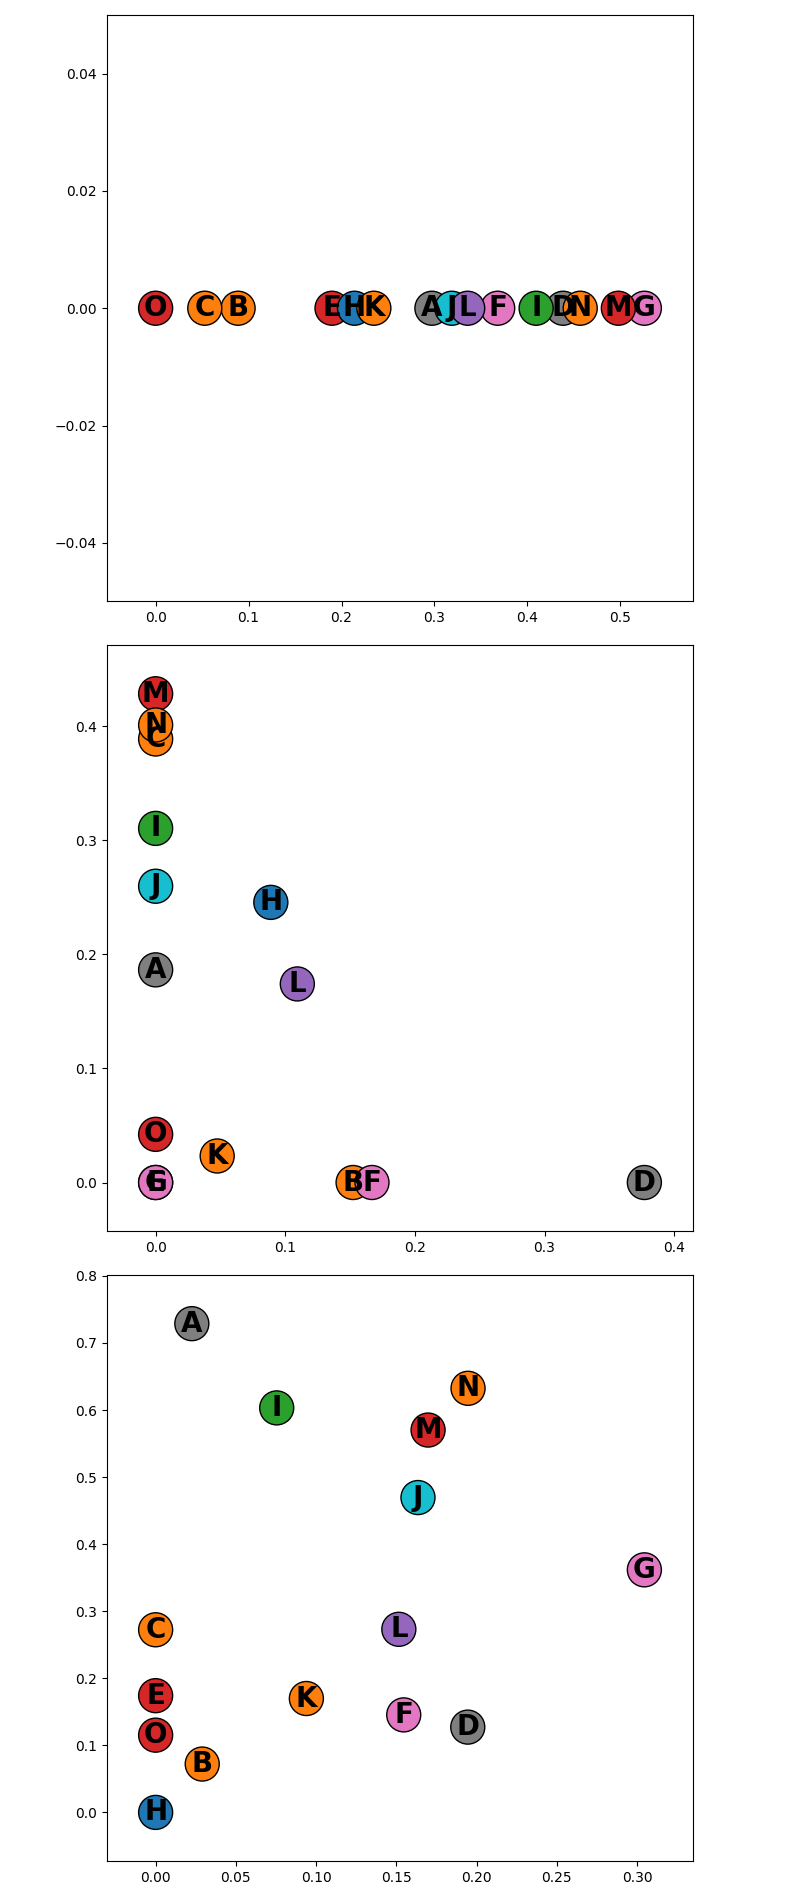 0.04
0.02
0.00
−0.02
−0.04
O C B E H K A J L F I D N M G
0.0 0.1 0.2 0.3 0.4 0.5
M
0.4 N
C
0.3 I
J
H
0.2 A
L
0.1
O
K
0.0 G B F D
0.0 0.1 0.2 0.3 0.4
0.8
A
0.7
N
0.6 I
M
0.5
J
0.4
G
0.3
C L
0.2
E K
F
D
0.1 O
B
0.0 H
0.00 0.05 0.10 0.15 0.20 0.25 0.30